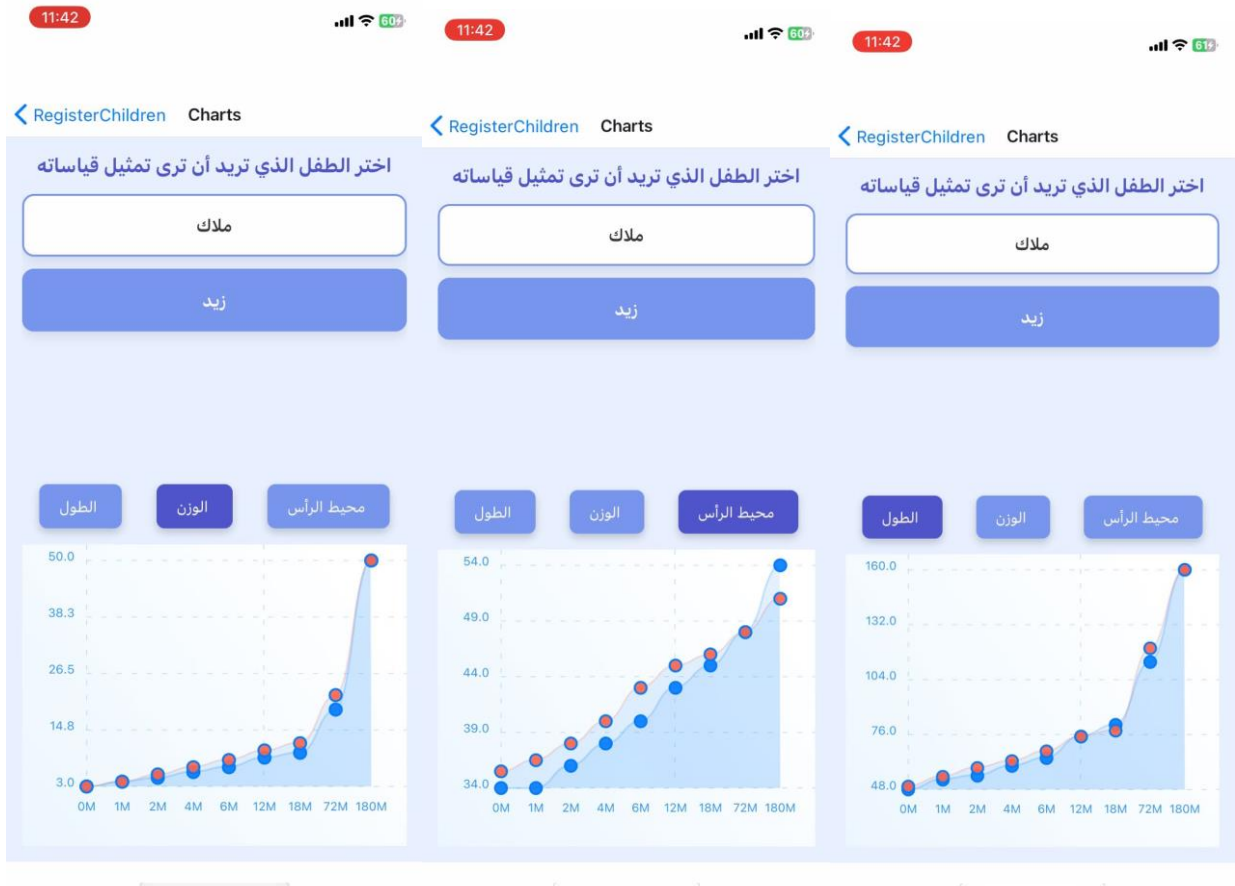 11:42
60
RegisterChildren Charts
اختر الطفل الذي تريد أن ترى تمثيل قياساته
ملاك
زيد
محيط الرأس الوزن الطول
50.0
38.3
26.5
14.8
3.0
0M 1M 2M 4M 6M 12M 18M 72M 180M
11:42
60
RegisterChildren Charts
اختر الطفل الذي تريد أن ترى تمثيل قياساته
ملاك
زيد
محيط الرأس الوزن الطول
54.0
49.0
44.0
39.0
34.0
0M 1M 2M 4M 6M 12M 18M 72M 180M
11:42
61
RegisterChildren Charts
اختر الطفل الذي تريد أن ترى تمثيل قياساته
ملاك
زيد
محيط الرأس الوزن الطول
160.0
132.0
104.0
76.0
48.0
0M 1M 2M 4M 6M 12M 18M 72M 180M